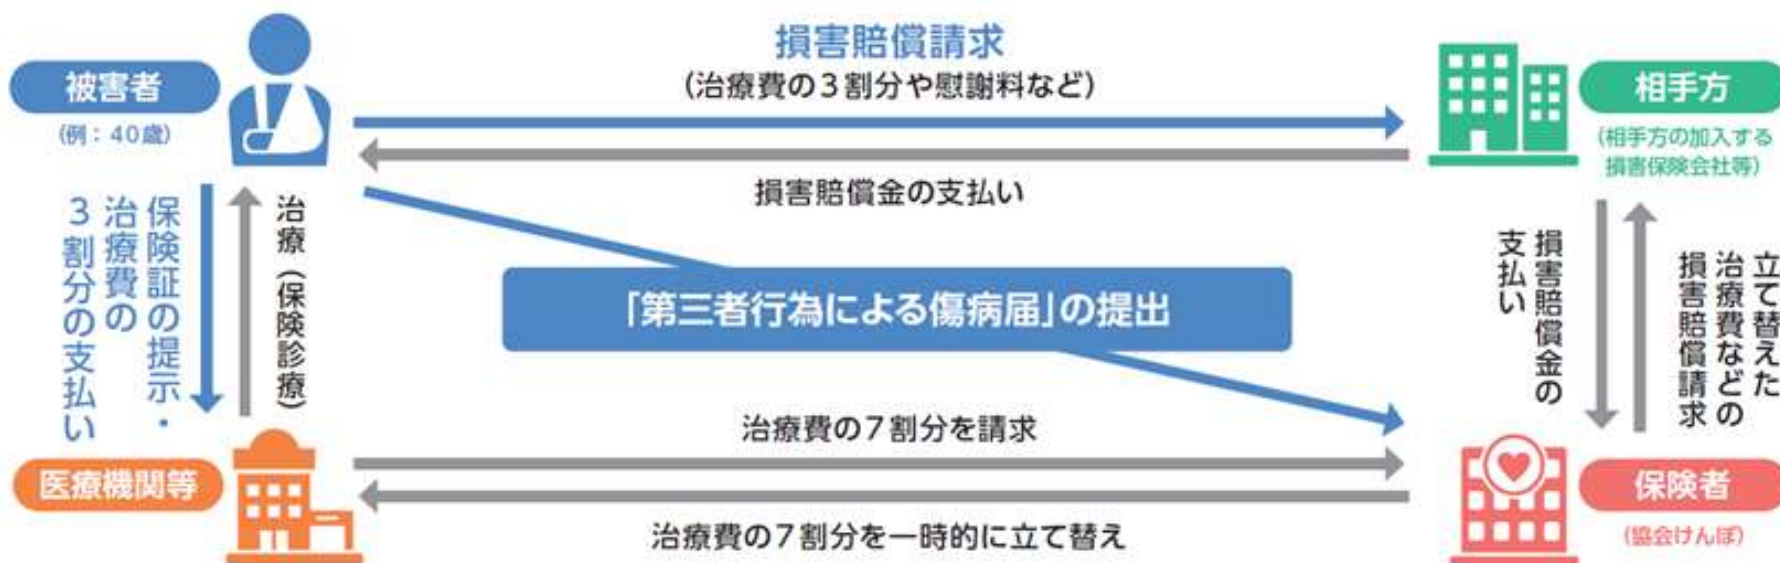 損害賠償請求
(治療費の3割分や慰謝料など)
被害者
(例：40歳)
相手方
(相手方の加入する
損害保険会社等)
損害賠償金の支払い
保険証の提示・
治療費の
3割分の支払い
治療（保険診療）
「第三者行為による傷病届」の提出
損害賠償金の
支払い
立て替えた
治療費などの
損害賠償請求
治療費の7割分を請求
医療機関等
保険者
(協会けんぽ)
治療費の7割分を一時的に立て替え